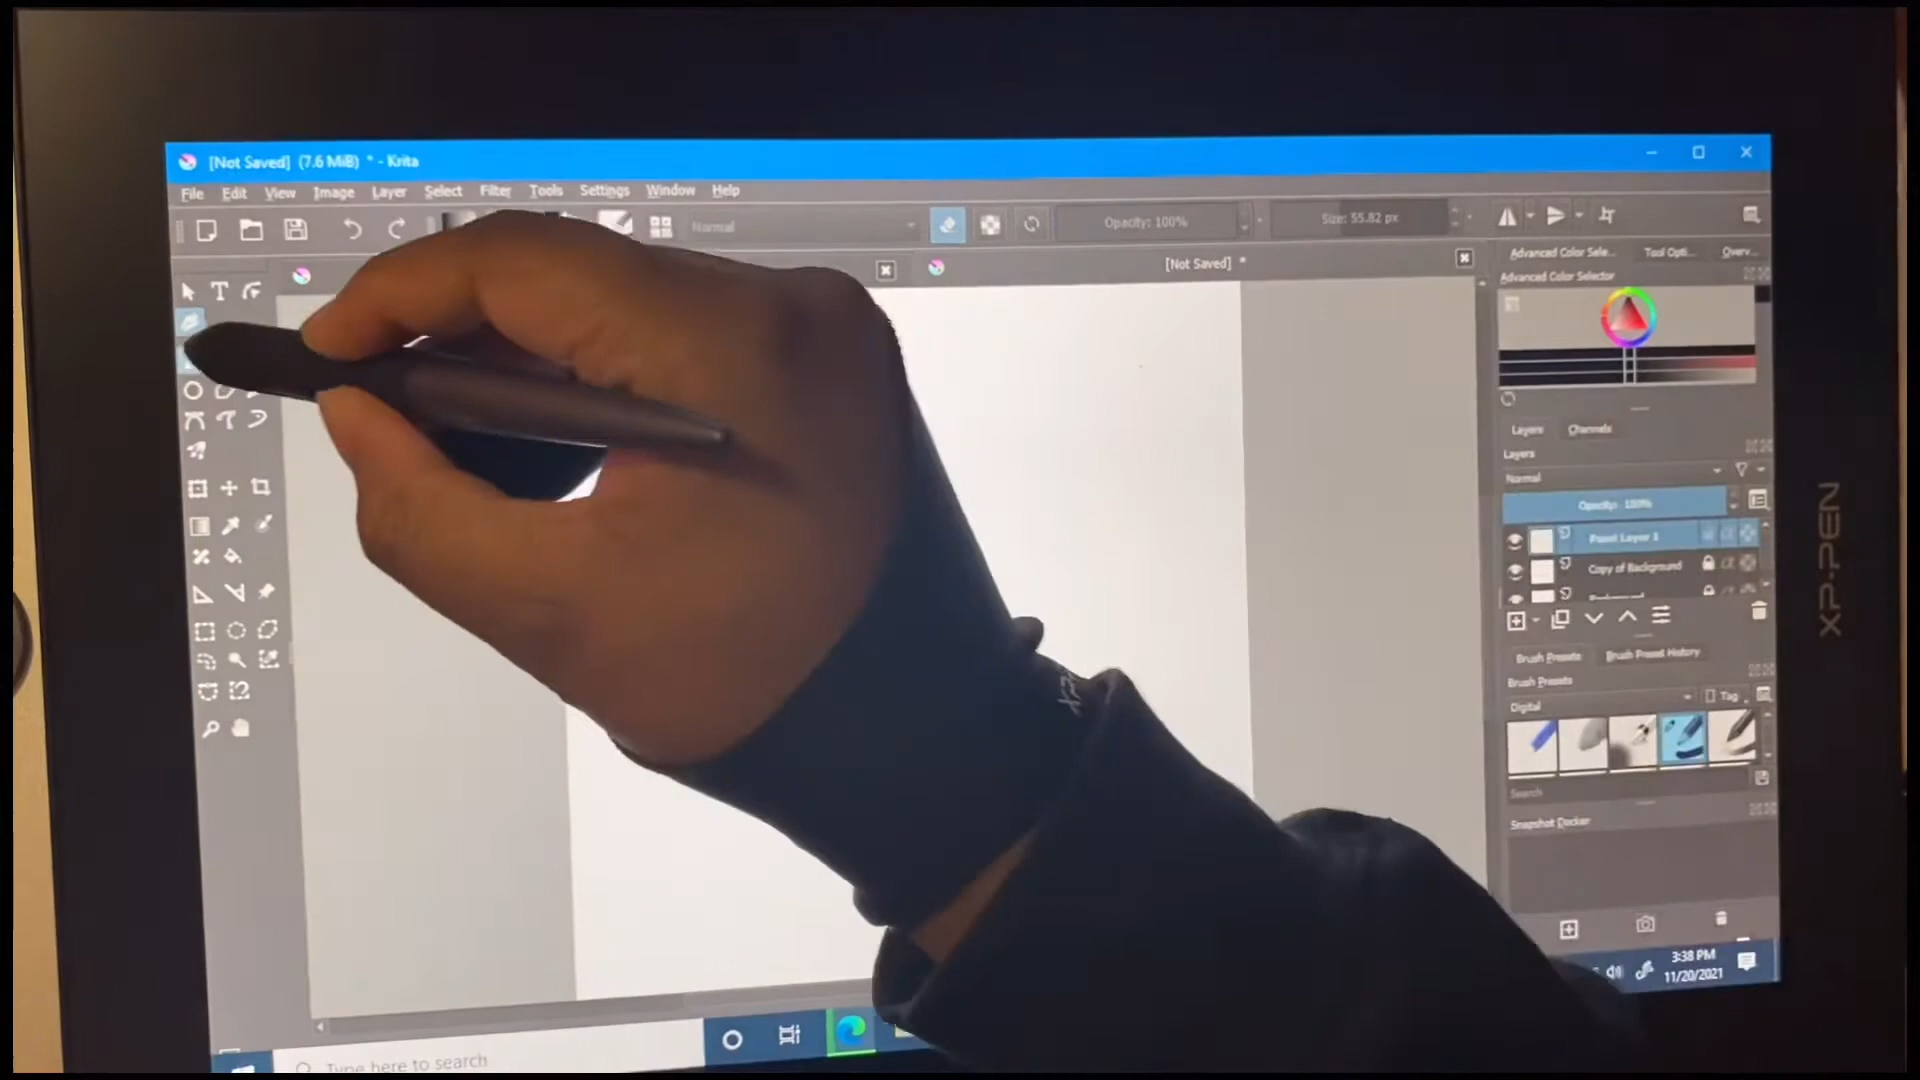 [Not Saved] (7.6 MiB) * - Krita
File Edit View Image Layer Select Filter Tools Settings Window Help
Normal Opacity: 100% Size: 55.82 px
[Not Saved] *
Advanced Color Sele... Tool Opti... Overv...
Advanced Color Selector
Layers Channels
Layers
Normal
Opacity: 100%
Paint Layer 1
Copy of Background
Background
Brush Presets Brush Preset History
Brush Presets
Digital Tag
Search
Snapshot Docker
3:38 PM
11/20/2021
Type here to search
XP-PEN